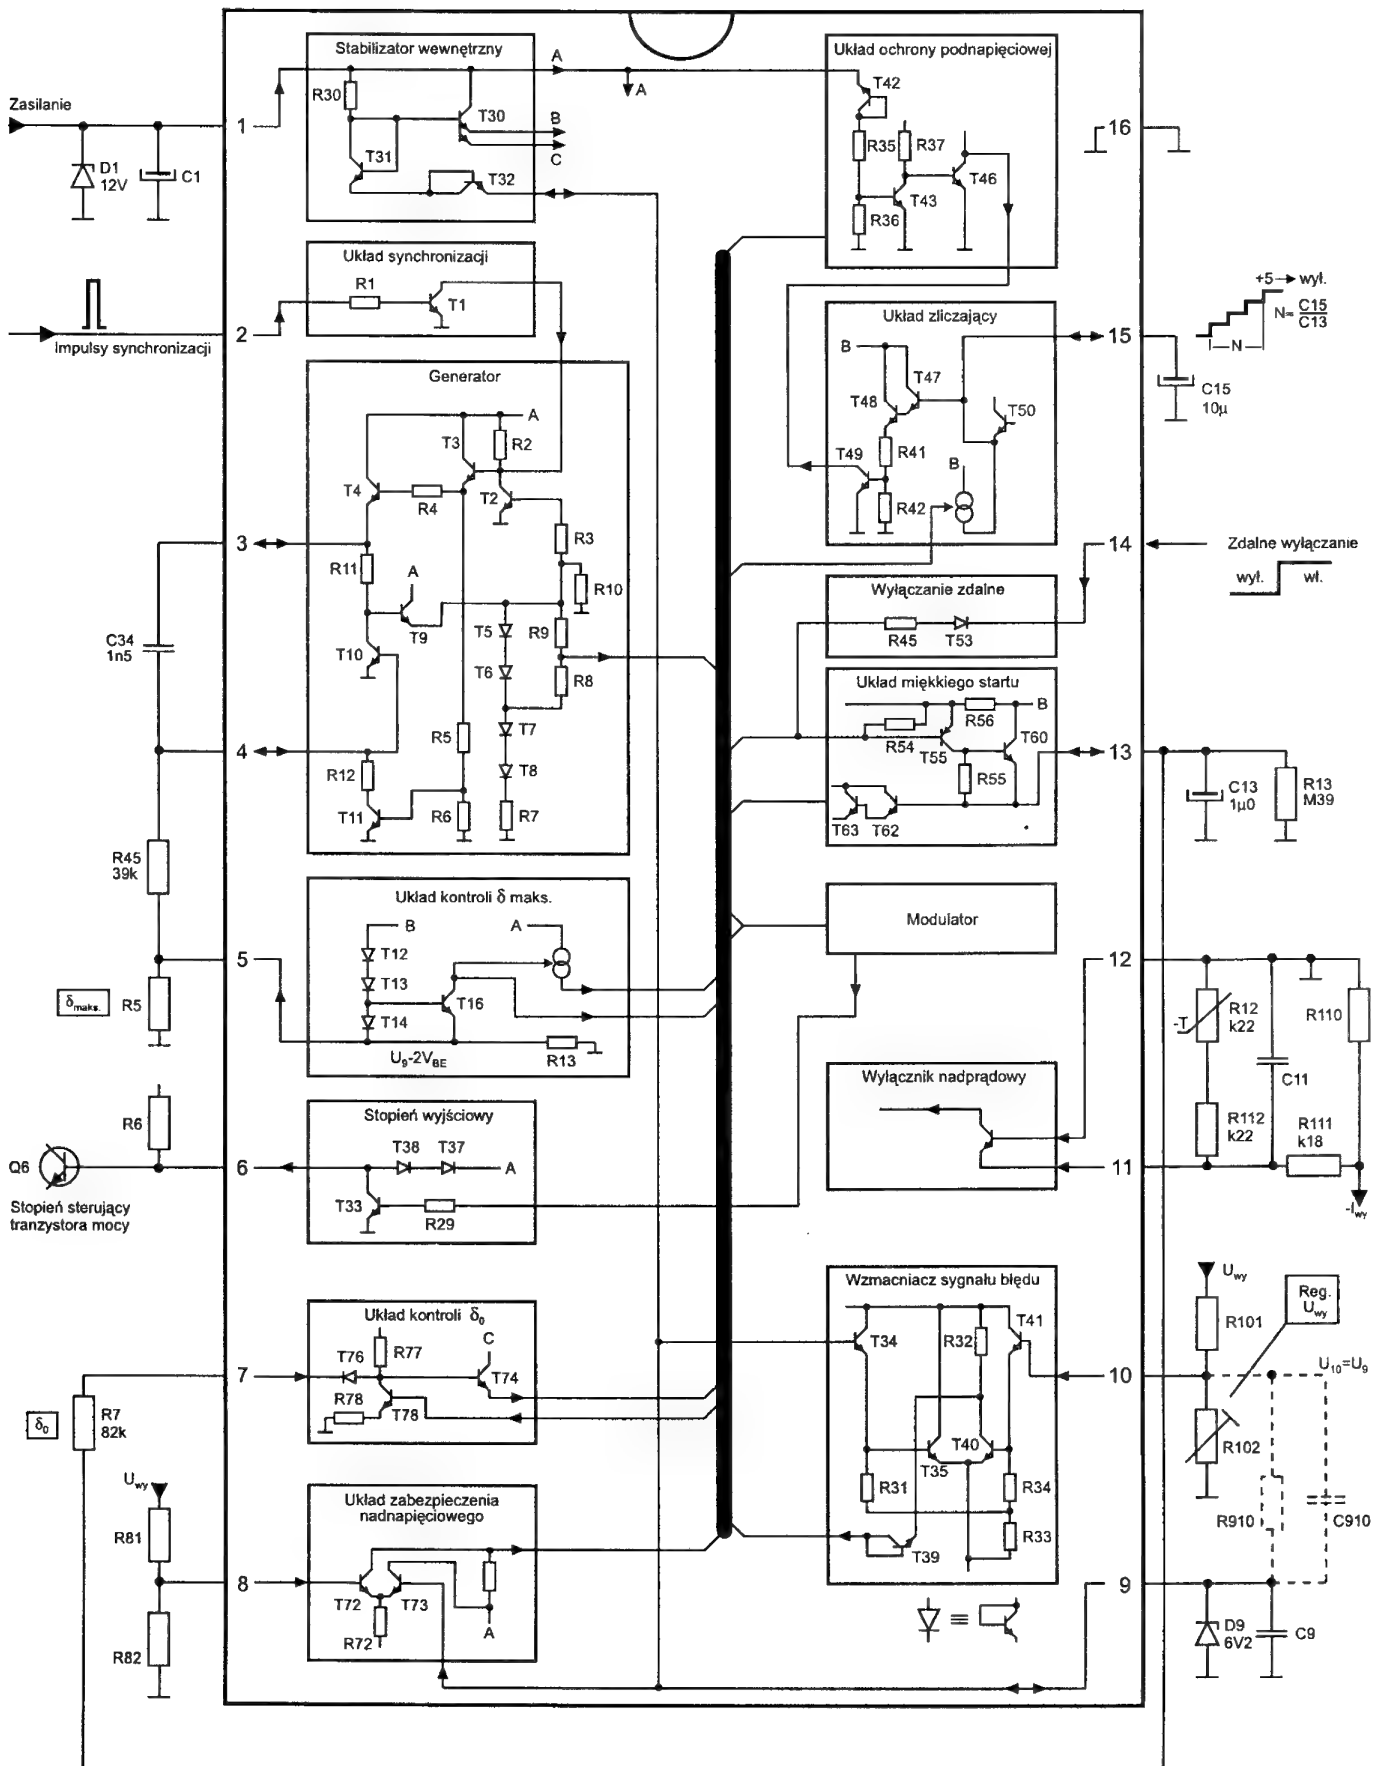 Stabilizator wewnętrzny
A
R30
T30
B
C
T31
T32
A
Zasilanie
1
D1
12V
C1
Układ ochrony podnapięciowej
T42
R35
R37
T46
T43
R36
16
Układ synchronizacji
R1
T1
2
Impulsy synchronizacji
Układ zliczający
B
T47
T48
T50
T49
R41
B
R42
15
+5→wył.
N≈ C15
C13
N
C15
10µ
Generator
A
T3
R2
T4
R4
T2
3
R3
R11
A
R10
T9
T5
R9
T10
T6
R8
C34
1n5
4
T7
R5
R12
T8
T11
R6
R7
14
Zdalne wyłączanie
wył.
wł.
Wyłączanie zdalne
R45
T53
Układ miękkiego startu
R56
B
R54
T60
T55
R55
T63
T62
13
C13
1µ0
R13
M39
R45
39k
Układ kontroli δ maks.
B
A
T12
T13
T16
T14
U9-2VBE
R13
5
δmaks.
R5
Modulator
12
-T
R12
k22
R110
C11
R112
k22
R111
k18
-Iwy
Wyłącznik nadprądowy
11
R6
Q6
Stopień sterujący
tranzystora mocy
6
Stopień wyjściowy
T38
T37
A
T33
R29
Układ kontroli δ0
C
T76
R77
T74
R78
T78
7
R7
82k
δ0
Wzmacniacz sygnału błędu
T34
R32
T41
T40
T35
R31
R34
R33
T39
10
Uwy
R101
Reg.
Uwy
U10=U9
R102
R910
C910
Uwy
R81
8
R82
Układ zabezpieczenia
nadnapięciowego
T72
T73
R72
A
≡
9
D9
6V2
C9